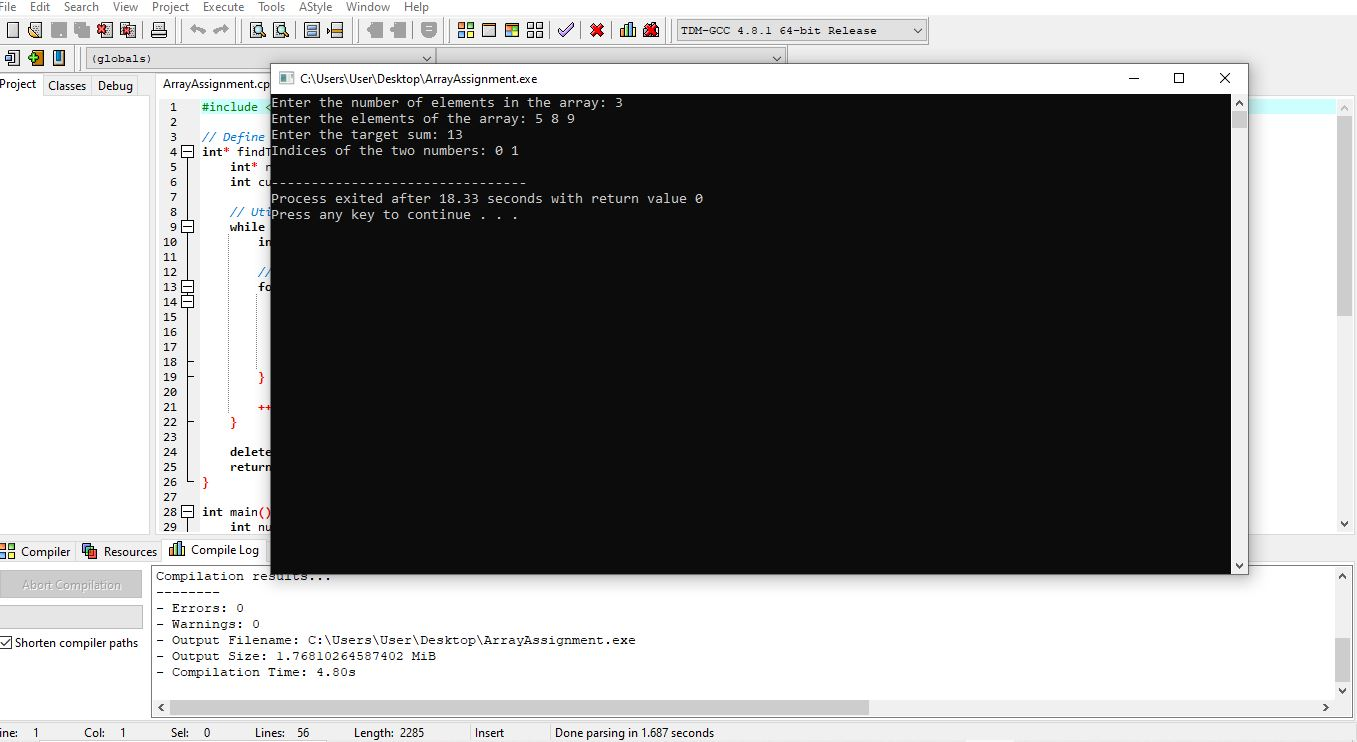 File Edit Search View Project Execute Tools AStyle Window Help
TDM-GCC 4.8.1 64-bit Release
(globals)
Project Classes Debug
ArrayAssignment.cp
C:\Users\User\Desktop\ArrayAssignment.exe
Enter the number of elements in the array: 3
Enter the elements of the array: 5 8 9
Enter the target sum: 13
Indices of the two numbers: 0 1
--------------------------------
Process exited after 18.33 seconds with return value 0
Press any key to continue . . .
1 #include <
2
3 // Define
4 int* findT
5 int* r
6 int cu
7
8 // Uti
9 while
10 in
11
12 //
13 fo
14
15
16
17
18
19 }
20
21 ++
22 }
23
24 delete
25 return
26 }
27
28 int main()
29 int nu
Compiler Resources Compile Log
Abort Compilation
Shorten compiler paths
Compilation results...
--------
- Errors: 0
- Warnings: 0
- Output Filename: C:\Users\User\Desktop\ArrayAssignment.exe
- Output Size: 1.76810264587402 MiB
- Compilation Time: 4.80s
ine: 1 Col: 1 Sel: 0 Lines: 56 Length: 2285 Insert Done parsing in 1.687 seconds